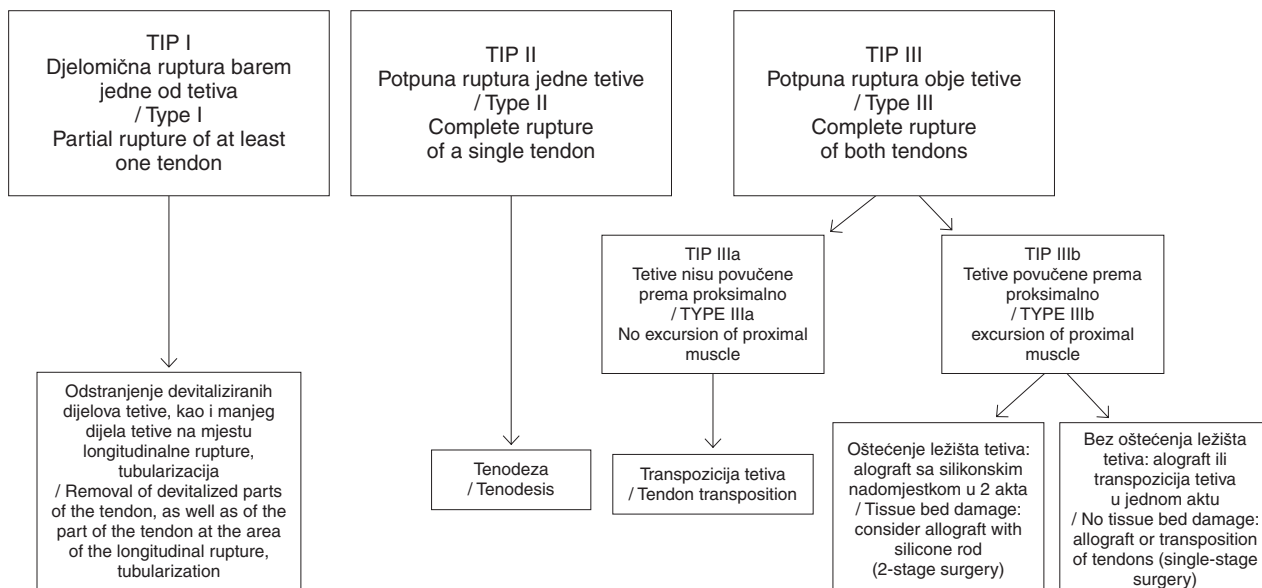 TIP I
Djelomična ruptura barem
jedne od tetiva
/ Type I
Partial rupture of at least
one tendon
TIP II
Potpuna ruptura jedne tetive
/ Type II
Complete rupture
of a single tendon
TIP III
Potpuna ruptura obje tetive
/ Type III
Complete rupture
of both tendons
TIP IIIa
Tetive nisu povučene
prema proksimalno
/ TYPE IIIa
No excursion of proximal
muscle
TIP IIIb
Tetive povučene prema
proksimalno
/ TYPE IIIb
excursion of proximal
muscle
Odstranjenje devitaliziranih
dijelova tetive, kao i manjeg
dijela tetive na mjestu
longitudinalne rupture,
tubularizacija
/ Removal of devitalized parts
of the tendon, as well as of the
part of the tendon at the area
of the longitudinal rupture,
tubularization
Tenodeza
/ Tenodesis
Transpozicija tetiva
/ Tendon transposition
Oštećenje ležišta tetiva:
alograft sa silikonskim
nadomjestkom u 2 akta
/ Tissue bed damage:
consider allograft with
silicone rod
(2-stage surgery)
Bez oštećenja ležišta
tetiva: alograft ili
transpozicija tetiva
u jednom aktu
/ No tissue bed damage:
allograft or transposition
of tendons (single-stage
surgery)